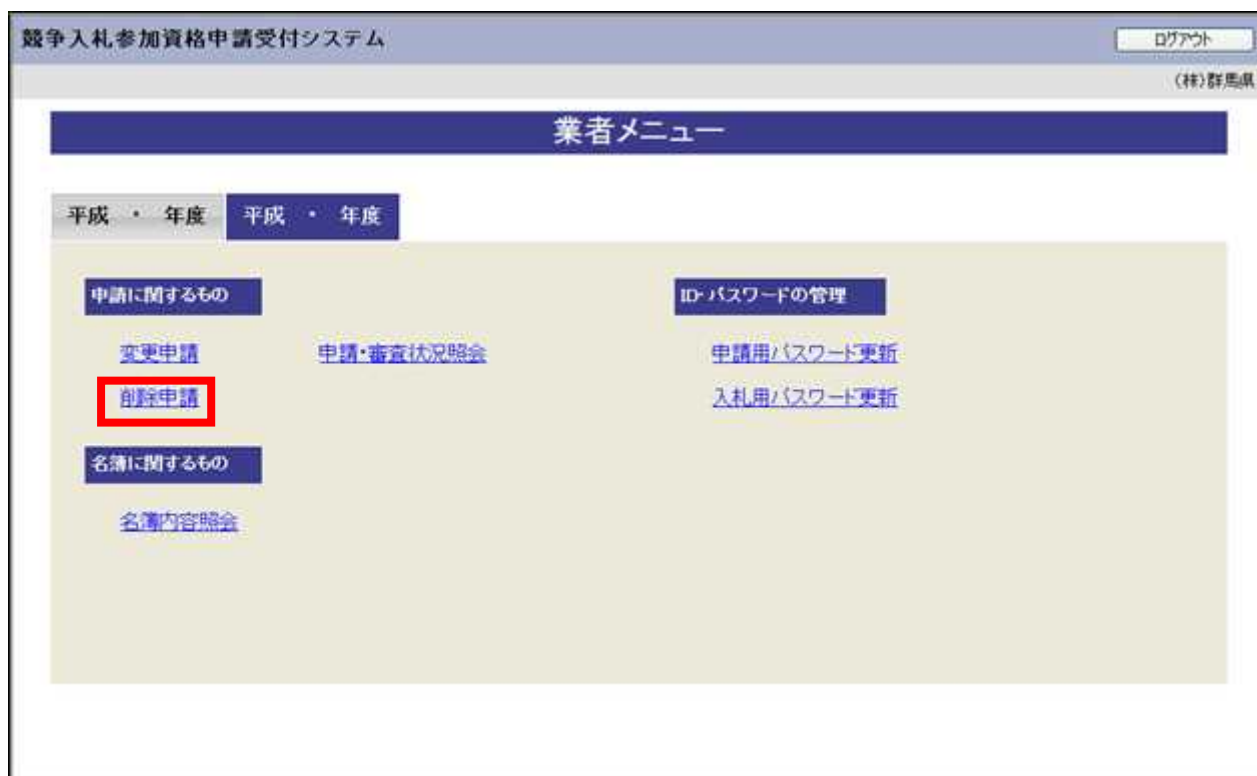 競争入札参加資格申請受付システム
ログアウト
(株)群馬県
業者メニュー
平成 ・ 年度
平成 ・ 年度
申請に関するもの
変更申請
申請・審査状況照会
削除申請
名簿に関するもの
名簿内容照会
ID・パスワードの管理
申請用パスワード更新
入札用パスワード更新